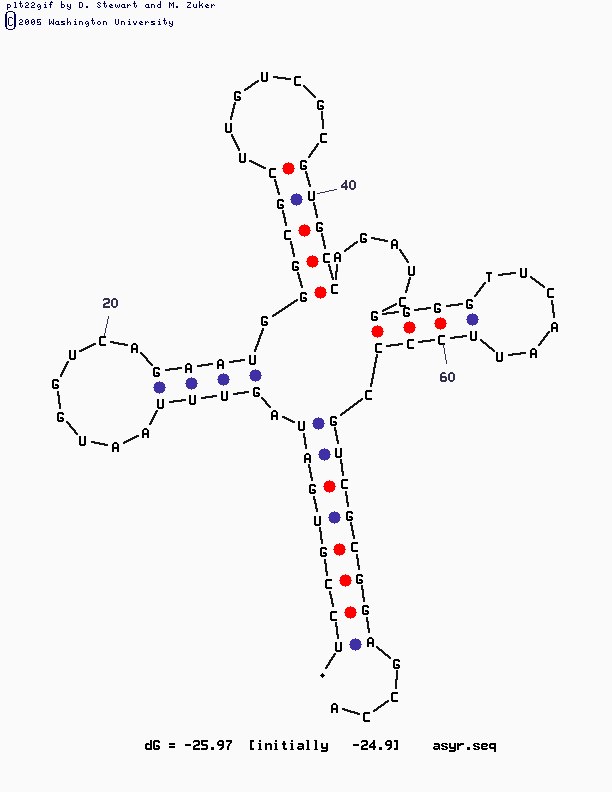 plt22gif by D. Stewart and M. Zuker
©2005 Washington University
U C C G U G A U A G U U U A A U G G U C A G A A U G G G C G C U U G U C G C G U G C C A G A U C G G G G T U C A A U U C C C C G U C G C G G A G C C A
20
40
60
dG = -25.97 [initially -24.9] asyr.seq